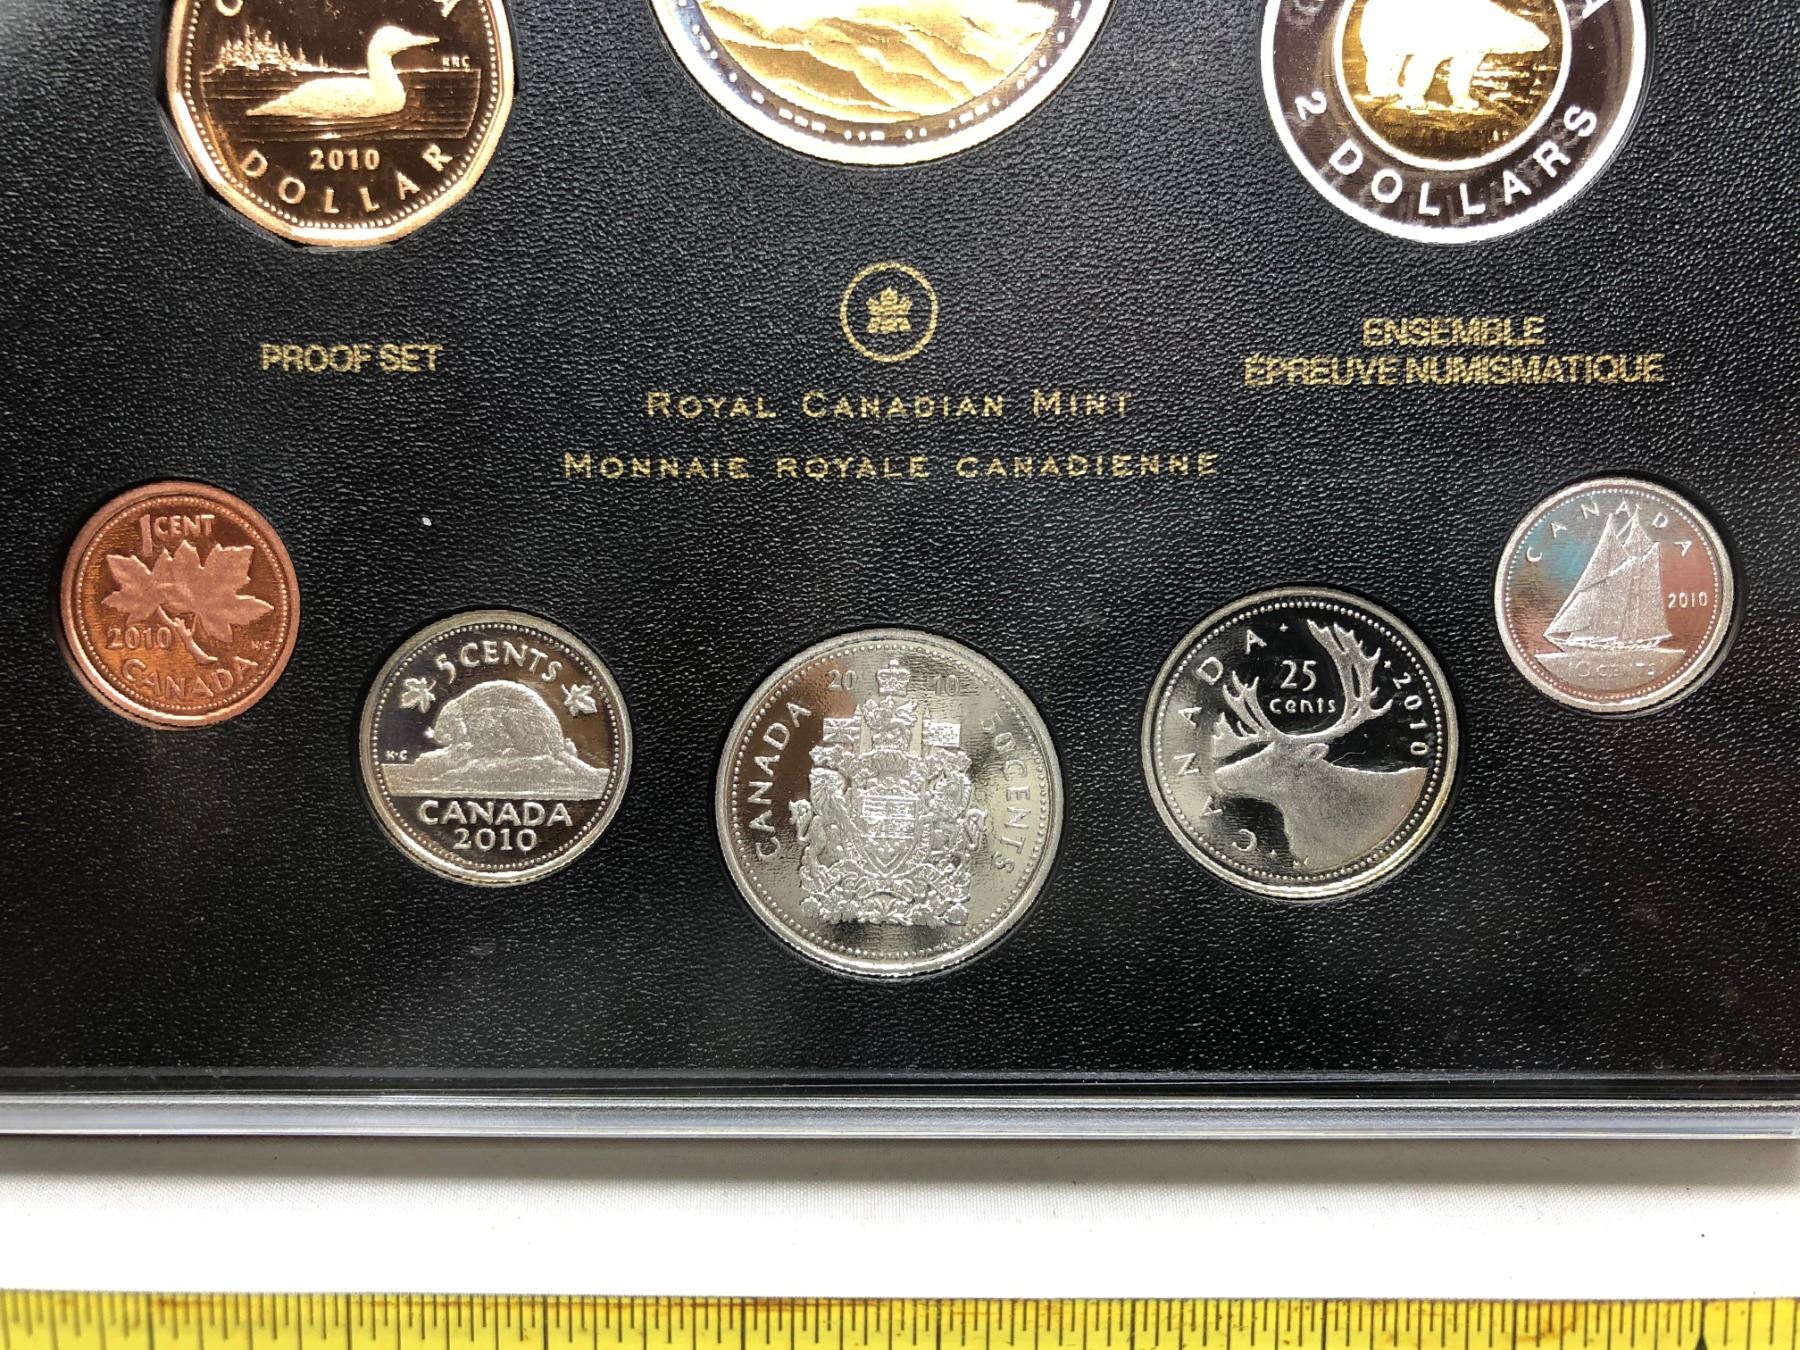 RRC
2010
DOLLAR
2 DOLLARS
PROOF SET
ENSEMBLE
ÉPREUVE NUMISMATIQUE
ROYAL CANADIAN MINT
MONNAIE ROYALE CANADIENNE
1 CENT
2010
K·G
CANADA
5 CENTS
K·G
CANADA
2010
20 10
CANADA
50 CENTS
CANADA
25
cents
2010
CANADA
2010
10 CENTS